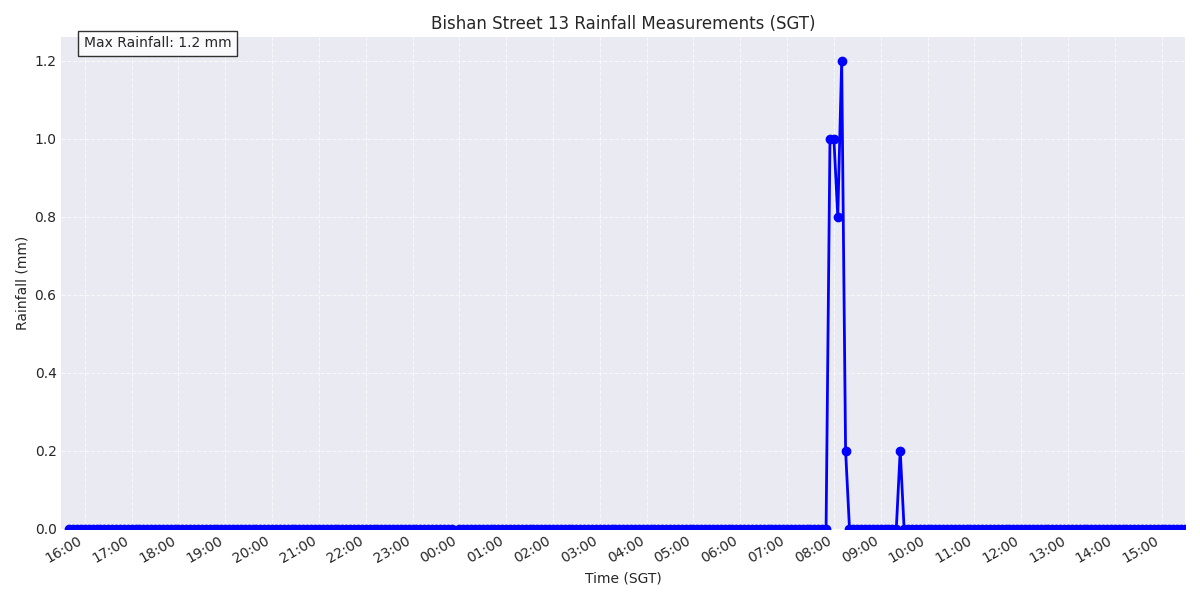 Bishan Street 13 Rainfall Measurements (SGT)
Max Rainfall: 1.2 mm
Rainfall (mm)
1.2
1.0
0.8
0.6
0.4
0.2
0.0
16:00 17:00 18:00 19:00 20:00 21:00 22:00 23:00 00:00 01:00 02:00 03:00 04:00 05:00 06:00 07:00 08:00 09:00 10:00 11:00 12:00 13:00 14:00 15:00
Time (SGT)